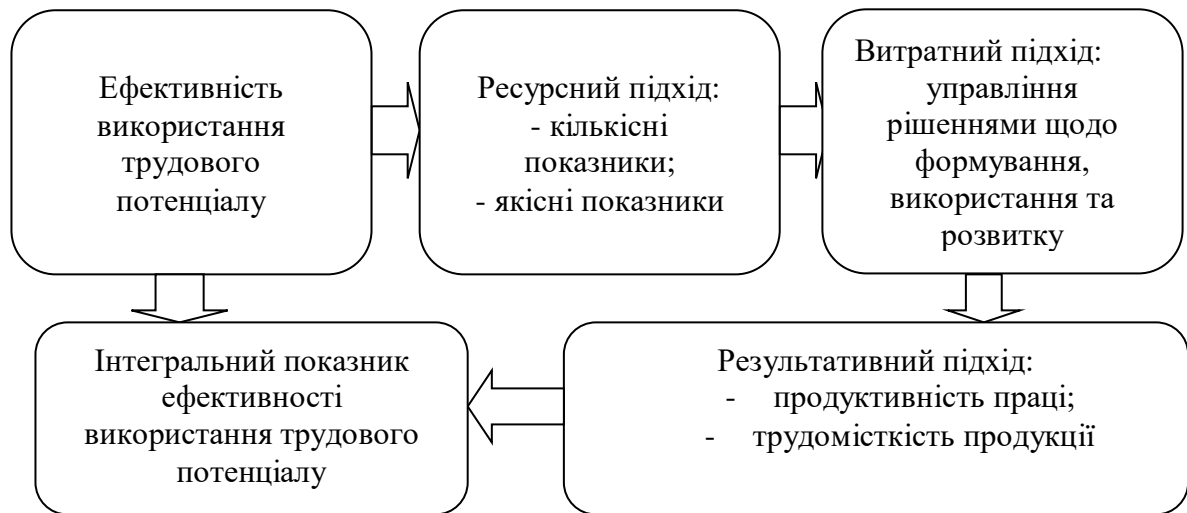 Ефективність
використання
трудового
потенціалу
Ресурсний підхід:
- кількісні
показники;
- якісні показники
Витратний підхід:
управління
рішеннями щодо
формування,
використання та
розвитку
Інтегральний показник
ефективності
використання трудового
потенціалу
Результативний підхід:
- продуктивність праці;
- трудомісткість продукції